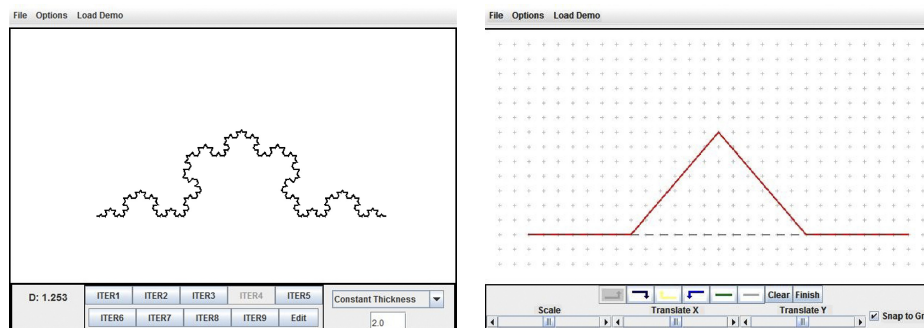 File Options Load Demo
D: 1.253
ITER1 ITER2 ITER3 ITER4 ITER5
ITER6 ITER7 ITER8 ITER9 Edit
Constant Thickness
2.0
File Options Load Demo
Clear Finish
Scale Translate X Translate Y
Snap to Gr